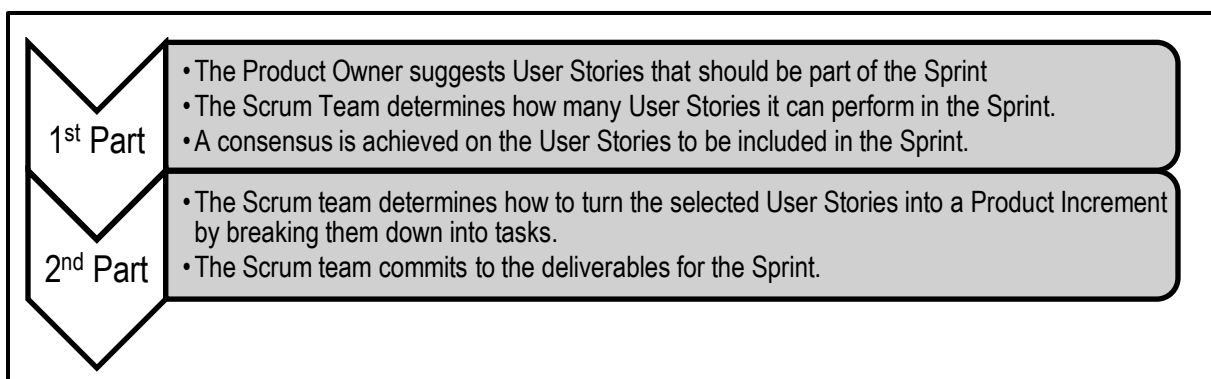 1st Part
•The Product Owner suggests User Stories that should be part of the Sprint
•The Scrum Team determines how many User Stories it can perform in the Sprint.
•A consensus is achieved on the User Stories to be included in the Sprint.
2nd Part
•The Scrum team determines how to turn the selected User Stories into a Product Increment
by breaking them down into tasks.
•The Scrum team commits to the deliverables for the Sprint.